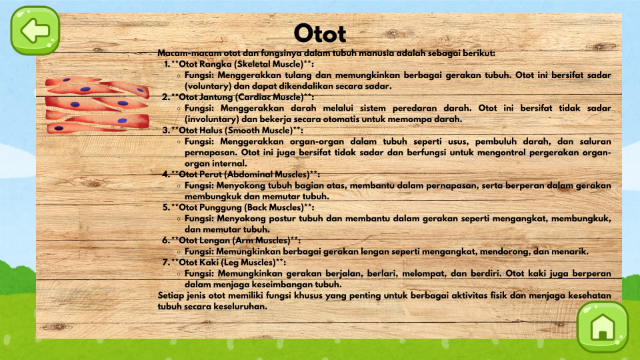 Otot
Macam-macam otot dan fungsinya dalam tubuh manusia adalah sebagai berikut:
1. **Otot Rangka (Skeletal Muscle)**:
○ Fungsi: Menggerakkan tulang dan memungkinkan berbagai gerakan tubuh. Otot ini bersifat sadar
(voluntary) dan dapat dikendalikan secara sadar.
2. **Otot Jantung (Cardiac Muscle)**:
○ Fungsi: Menggerakkan darah melalui sistem peredaran darah. Otot ini bersifat tidak sadar
(involuntary) dan bekerja secara otomatis untuk memompa darah.
3. **Otot Halus (Smooth Muscle)**:
○ Fungsi: Menggerakkan organ-organ dalam tubuh seperti usus, pembuluh darah, dan saluran
pernapasan. Otot ini juga bersifat tidak sadar dan berfungsi untuk mengontrol pergerakan organ-
organ internal.
4. **Otot Perut (Abdominal Muscles)**:
○ Fungsi: Menyokong tubuh bagian atas, membantu dalam pernapasan, serta berperan dalam gerakan
membungkuk dan memutar tubuh.
5. **Otot Punggung (Back Muscles)**:
○ Fungsi: Menyokong postur tubuh dan membantu dalam gerakan seperti mengangkat, membungkuk,
dan memutar tubuh.
6. **Otot Lengan (Arm Muscles)**:
○ Fungsi: Memungkinkan berbagai gerakan lengan seperti mengangkat, mendorong, dan menarik.
7. **Otot Kaki (Leg Muscles)**:
○ Fungsi: Memungkinkan gerakan berjalan, berlari, melompat, dan berdiri. Otot kaki juga berperan
dalam menjaga keseimbangan tubuh.
Setiap jenis otot memiliki fungsi khusus yang penting untuk berbagai aktivitas fisik dan menjaga kesehatan
tubuh secara keseluruhan.